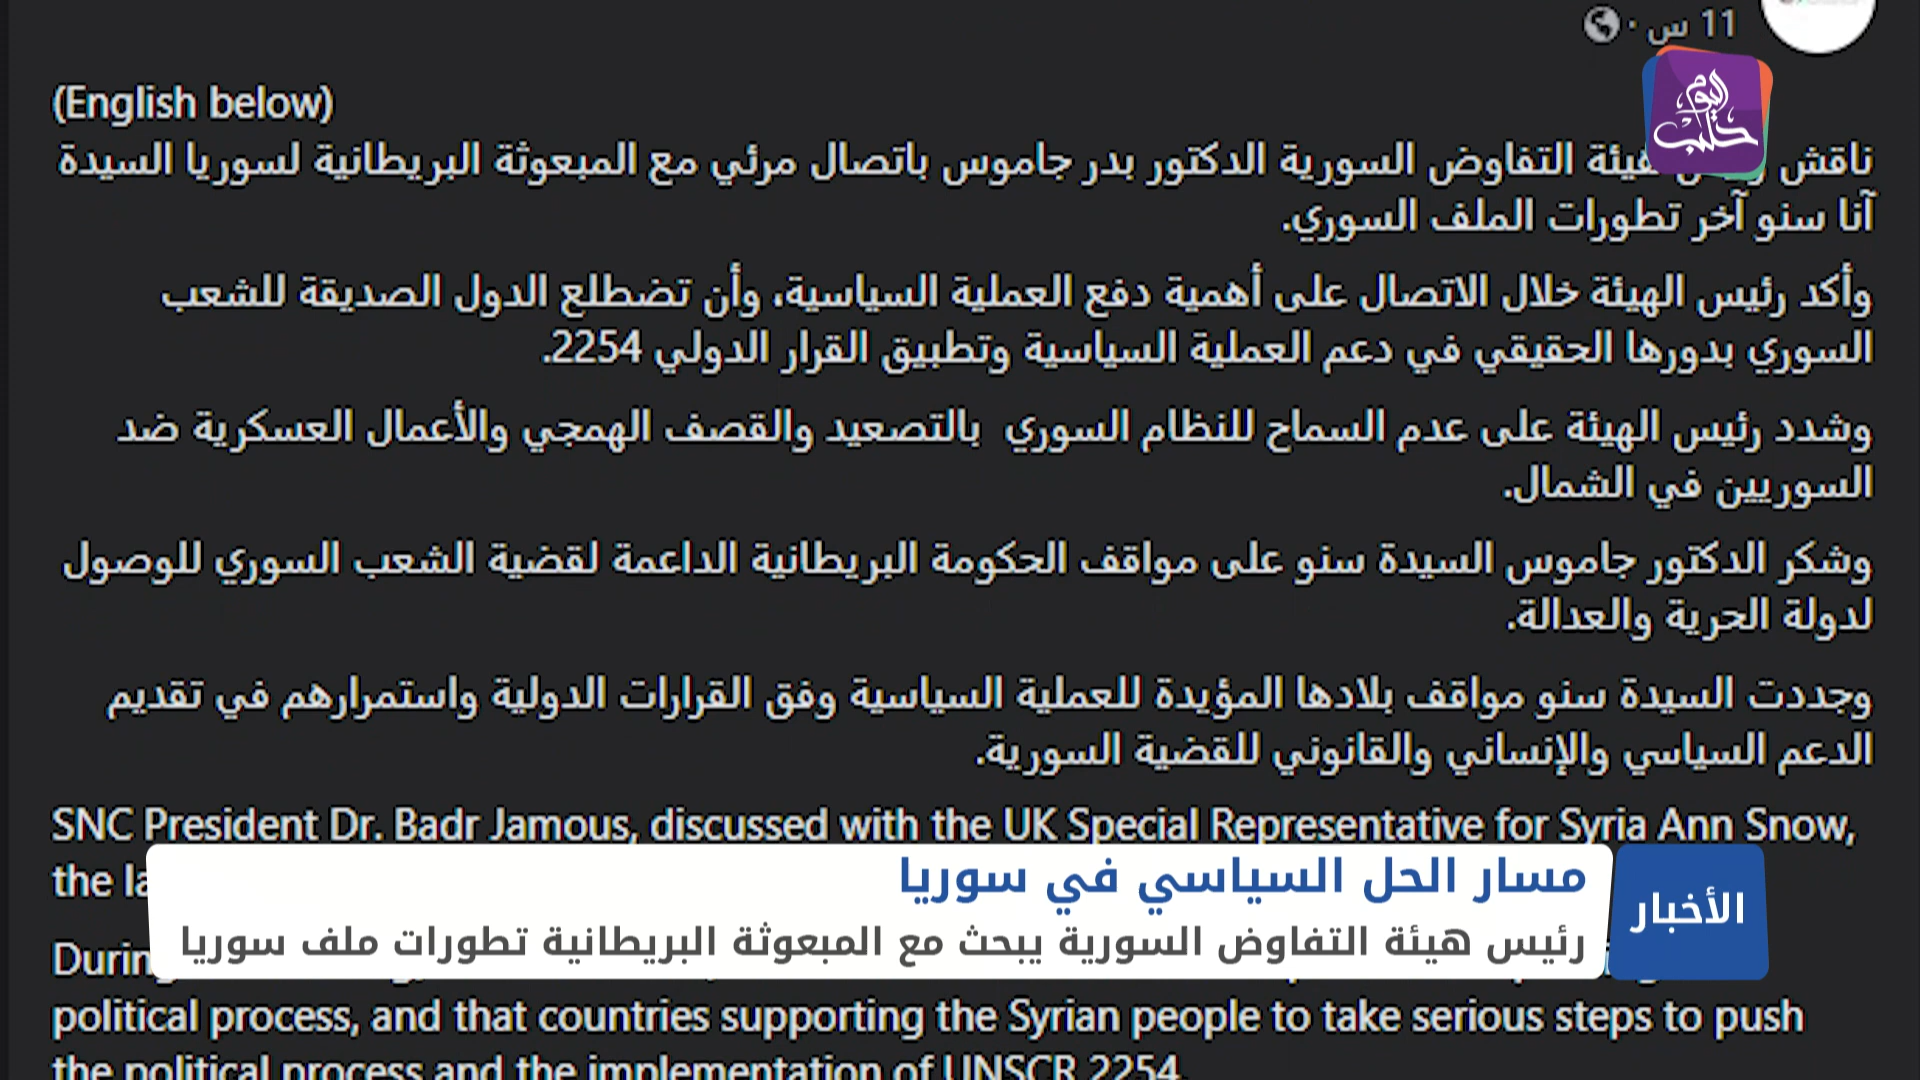 11 س ·
حلب اليوم
(English below)
ناقش هيئة التفاوض السورية الدكتور بدر جاموس باتصال مرئي مع المبعوثة البريطانية لسوريا السيدة
آنا سنو آخر تطورات الملف السوري.
وأكد رئيس الهيئة خلال الاتصال على أهمية دفع العملية السياسية، وأن تضطلع الدول الصديقة للشعب
السوري بدورها الحقيقي في دعم العملية السياسية وتطبيق القرار الدولي 2254.
وشدد رئيس الهيئة على عدم السماح للنظام السوري بالتصعيد والقصف الهمجي والأعمال العسكرية ضد
السوريين في الشمال.
وشكر الدكتور جاموس السيدة سنو على مواقف الحكومة البريطانية الداعمة لقضية الشعب السوري للوصول
لدولة الحرية والعدالة.
وجددت السيدة سنو مواقف بلادها المؤيدة للعملية السياسية وفق القرارات الدولية واستمرارهم في تقديم
الدعم السياسي والإنساني والقانوني للقضية السورية.
SNC President Dr. Badr Jamous, discussed with the UK Special Representative for Syria Ann Snow,
the
مسار الحل السياسي في سوريا
الأخبار
رئيس هيئة التفاوض السورية يبحث مع المبعوثة البريطانية تطورات ملف سوريا
political process, and that countries supporting the Syrian people to take serious steps to push
the political process and the implementation of UNSCR 2254.